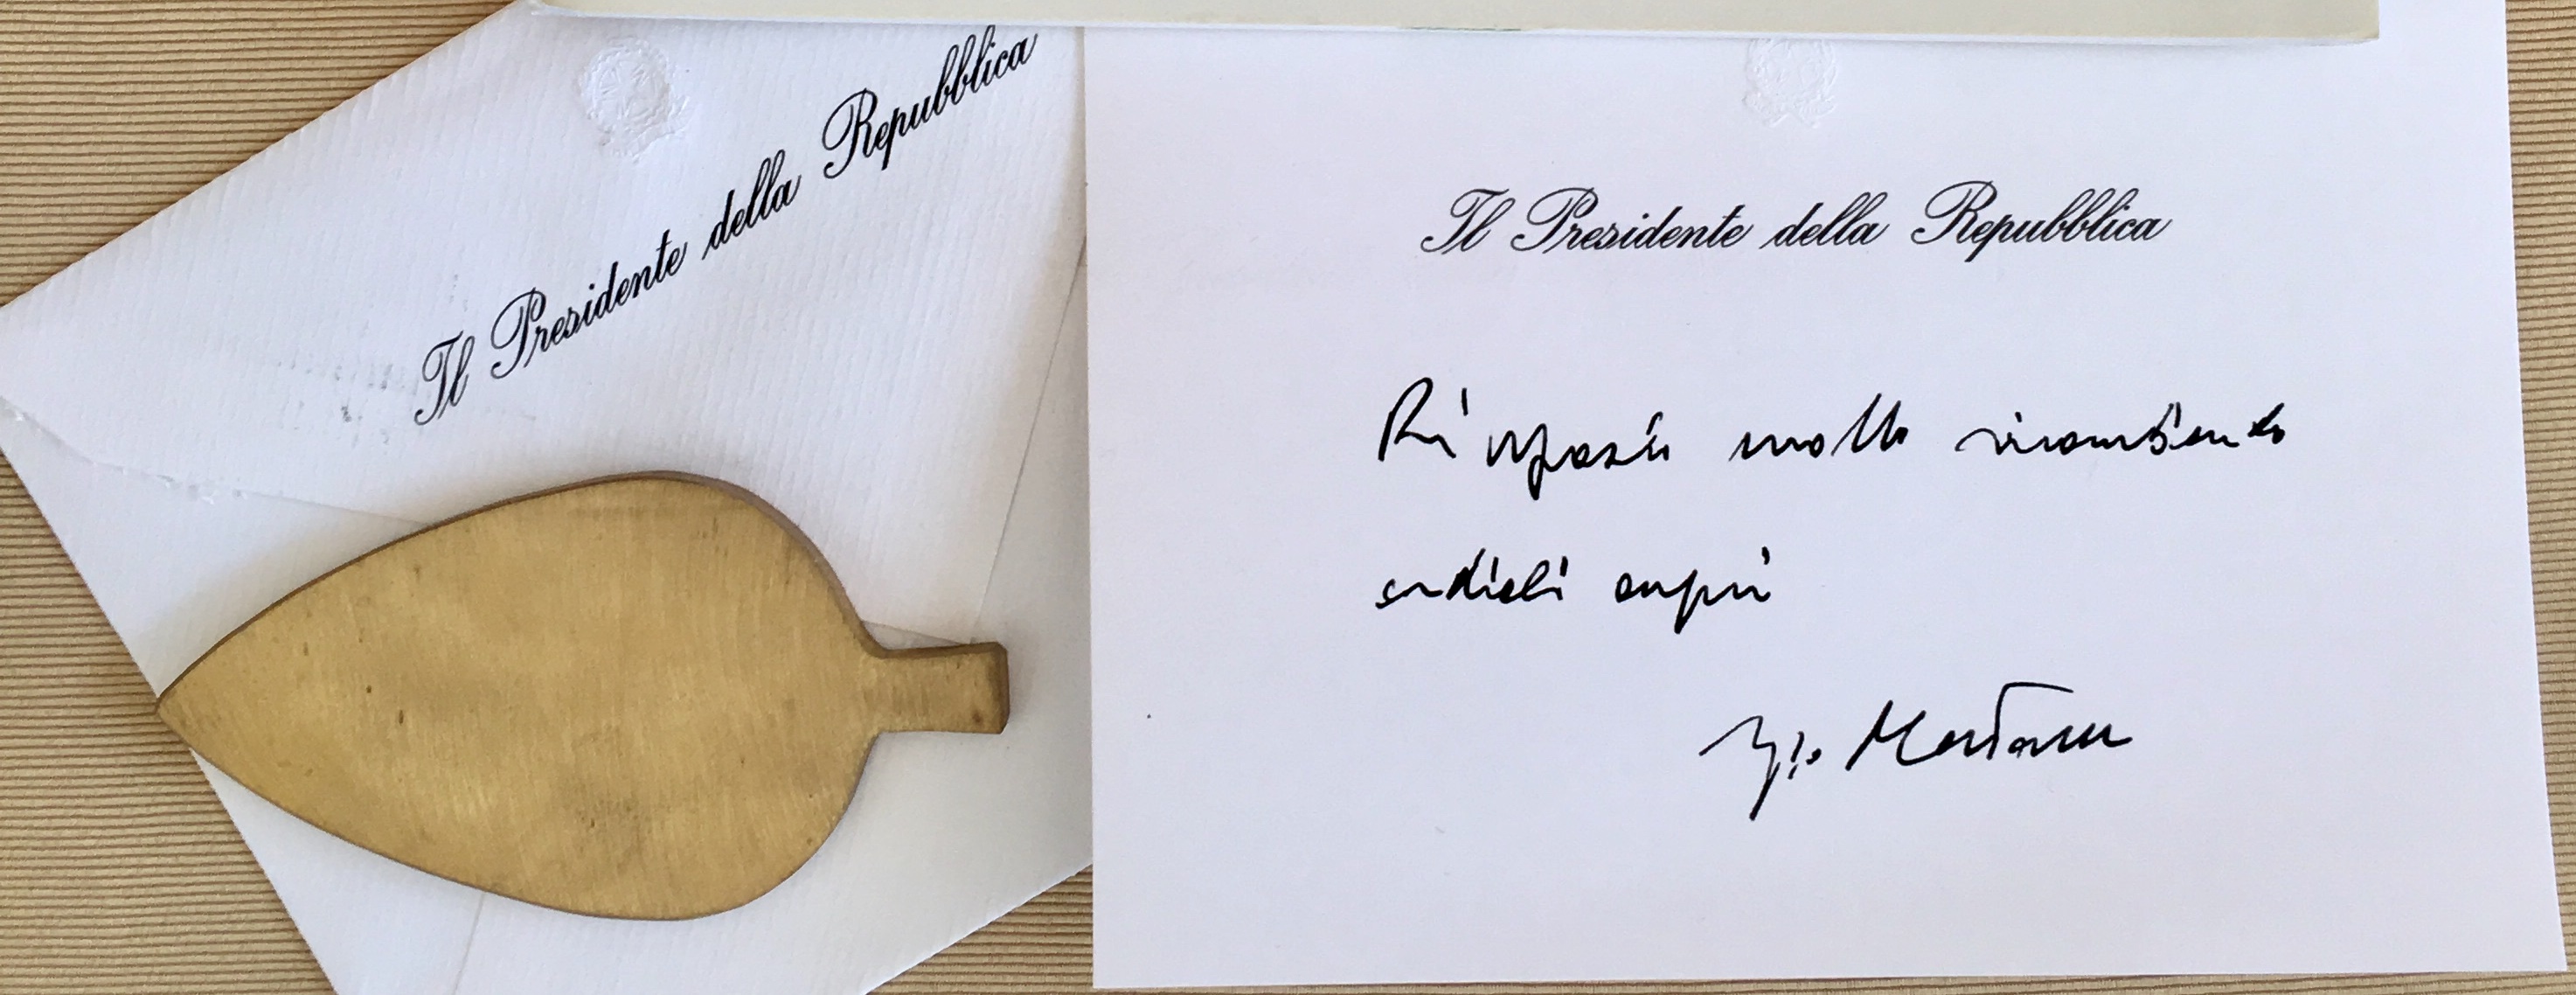 Il Presidente della Repubblica
Il Presidente della Repubblica
Ringrazio molto ricambiando
cordiali auguri